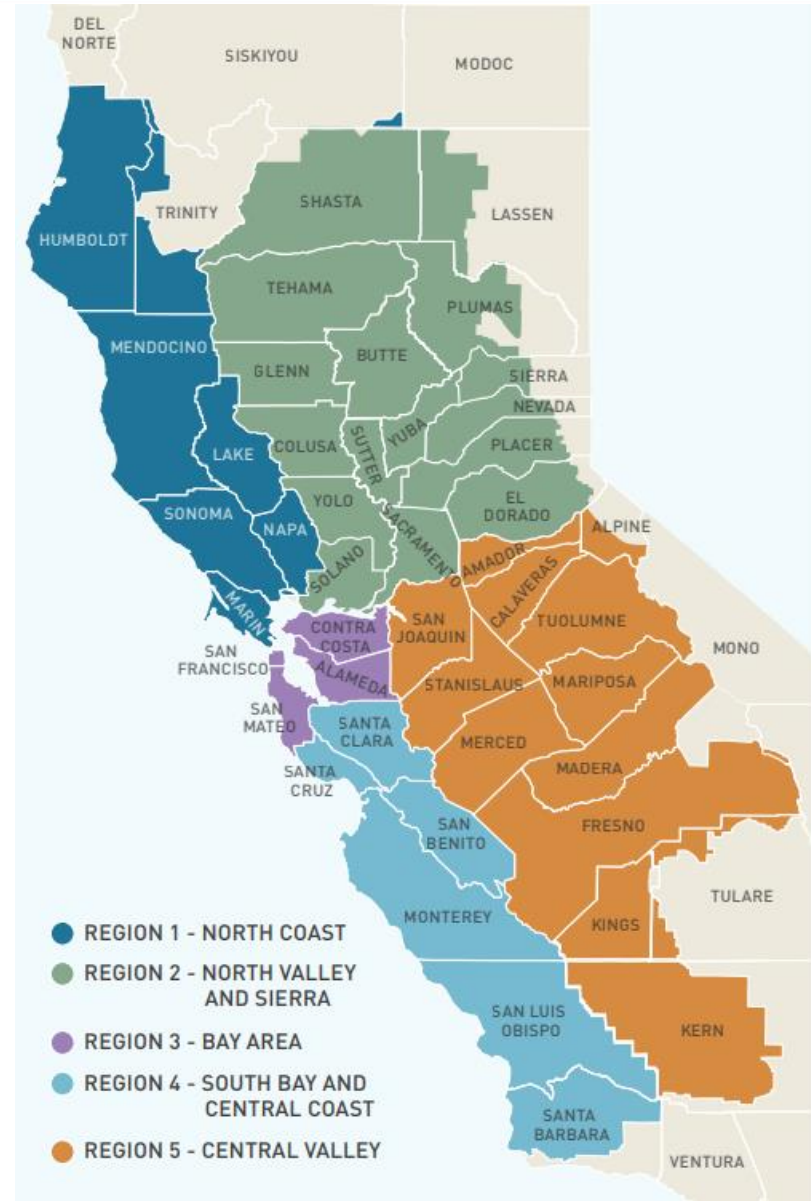 DEL
NORTE
SISKIYOU
MODOC
SHASTA
TRINITY
LASSEN
HUMBOLDT
TEHAMA
PLUMAS
MENDOCINO
BUTTE
GLENN
SIERRA
NEVADA
YUBA
SUTTER
COLUSA
PLACER
LAKE
YOLO
EL
DORADO
SONOMA
NAPA
SACRAMENTO
ALPINE
SOLANO
AMADOR
CALAVERAS
MARIN
CONTRA
COSTA
SAN
JOAQUIN
TUOLUMNE
SAN
FRANCISCO
ALAMEDA
MONO
STANISLAUS
MARIPOSA
SAN
MATEO
SANTA
CLARA
MERCED
MADERA
SANTA
CRUZ
SAN
BENITO
FRESNO
TULARE
MONTEREY
KINGS
SAN LUIS
OBISPO
KERN
SANTA
BARBARA
VENTURA
REGION 1 - NORTH COAST
REGION 2 - NORTH VALLEY
AND SIERRA
REGION 3 - BAY AREA
REGION 4 - SOUTH BAY AND
CENTRAL COAST
REGION 5 - CENTRAL VALLEY